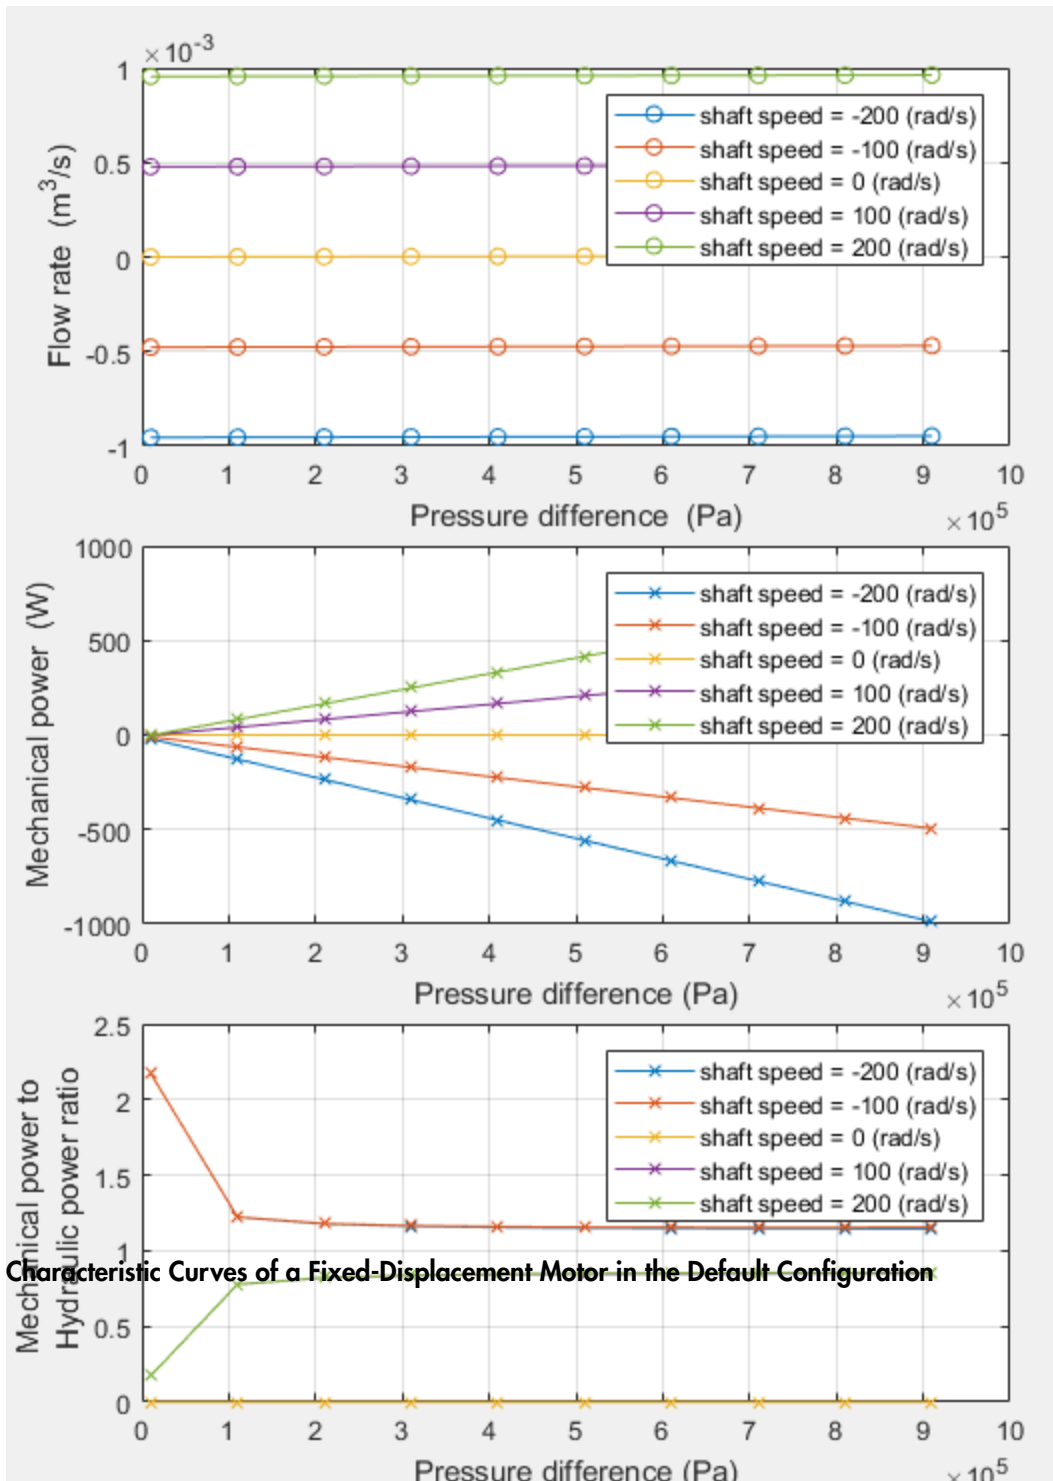 ×10-3
1
0.5
0
-0.5
-1
Flow rate (m3/s)
shaft speed = -200 (rad/s)
shaft speed = -100 (rad/s)
shaft speed = 0 (rad/s)
shaft speed = 100 (rad/s)
shaft speed = 200 (rad/s)
0 1 2 3 4 5 6 7 8 9 10
Pressure difference (Pa)
×105
1000
500
0
-500
-1000
Mechanical power (W)
shaft speed = -200 (rad/s)
shaft speed = -100 (rad/s)
shaft speed = 0 (rad/s)
shaft speed = 100 (rad/s)
shaft speed = 200 (rad/s)
0 1 2 3 4 5 6 7 8 9 10
Pressure difference (Pa)
×105
2.5
2
1.5
1
0.5
0
Mechanical power to
Hydraulic power ratio
shaft speed = -200 (rad/s)
shaft speed = -100 (rad/s)
shaft speed = 0 (rad/s)
shaft speed = 100 (rad/s)
shaft speed = 200 (rad/s)
Characteristic Curves of a Fixed-Displacement Motor in the Default Configuration
0 1 2 3 4 5 6 7 8 9 10
Pressure difference (Pa)
×105